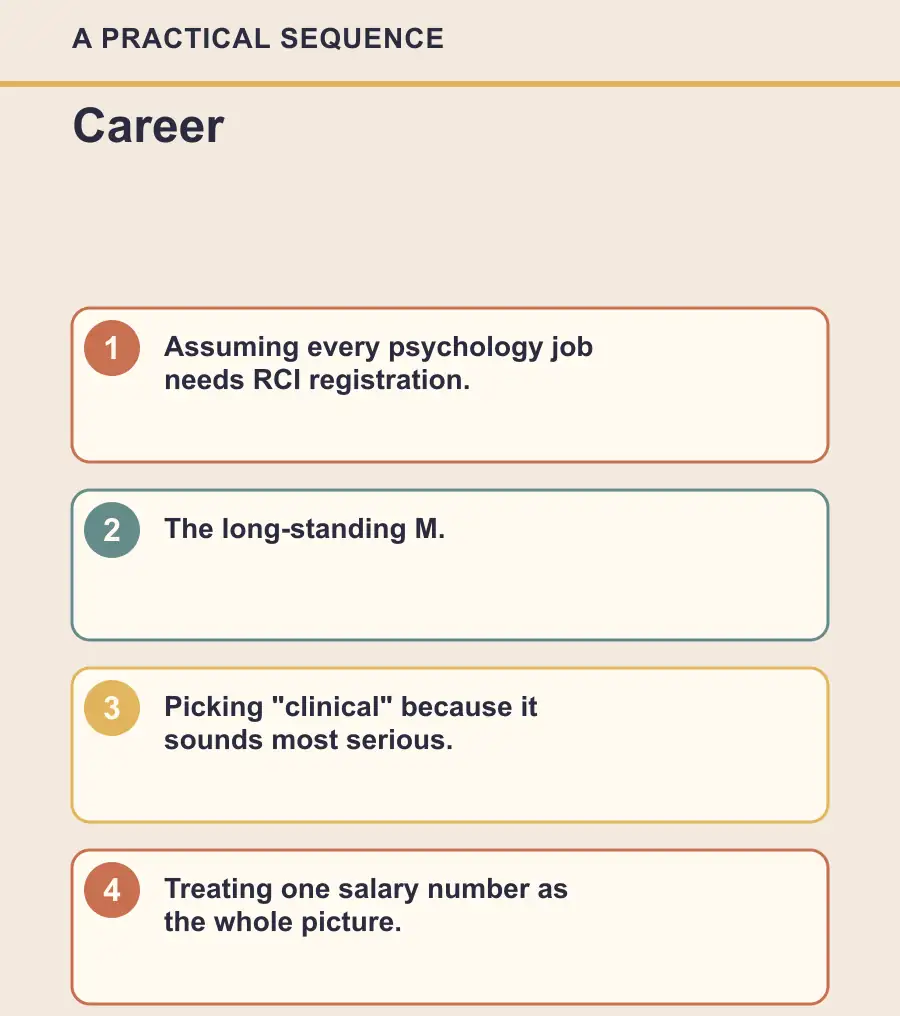 A PRACTICAL SEQUENCE
Career
1
Assuming every psychology job
needs RCI registration.
2
The long-standing M.
3
Picking "clinical" because it
sounds most serious.
4
Treating one salary number as
the whole picture.